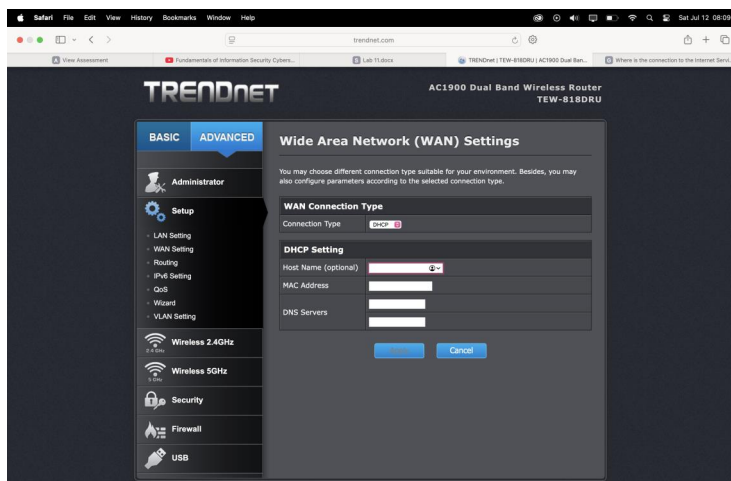 Safari File Edit View History Bookmarks Window Help
Sat Jul 12 08:09
trendnet.com
View Assessment
Fundamentals of Information Security Cybers...
Lab 11.docx
TRENDnet | TEW-818DRU | AC1900 Dual Ban...
Where is the connection to the Internet Servi...
TRENDnet
AC1900 Dual Band Wireless Router
TEW-818DRU
BASIC
ADVANCED
Administrator
Setup
LAN Setting
WAN Setting
Routing
IPv6 Setting
QoS
Wizard
VLAN Setting
2.4 GHz
Wireless 2.4GHz
5 GHz
Wireless 5GHz
Security
Firewall
USB
Wide Area Network (WAN) Settings
You may choose different connection type suitable for your environment. Besides, you may
also configure parameters according to the selected connection type.
WAN Connection Type
Connection Type DHCP
DHCP Setting
Host Name (optional)
MAC Address
DNS Servers
Cancel